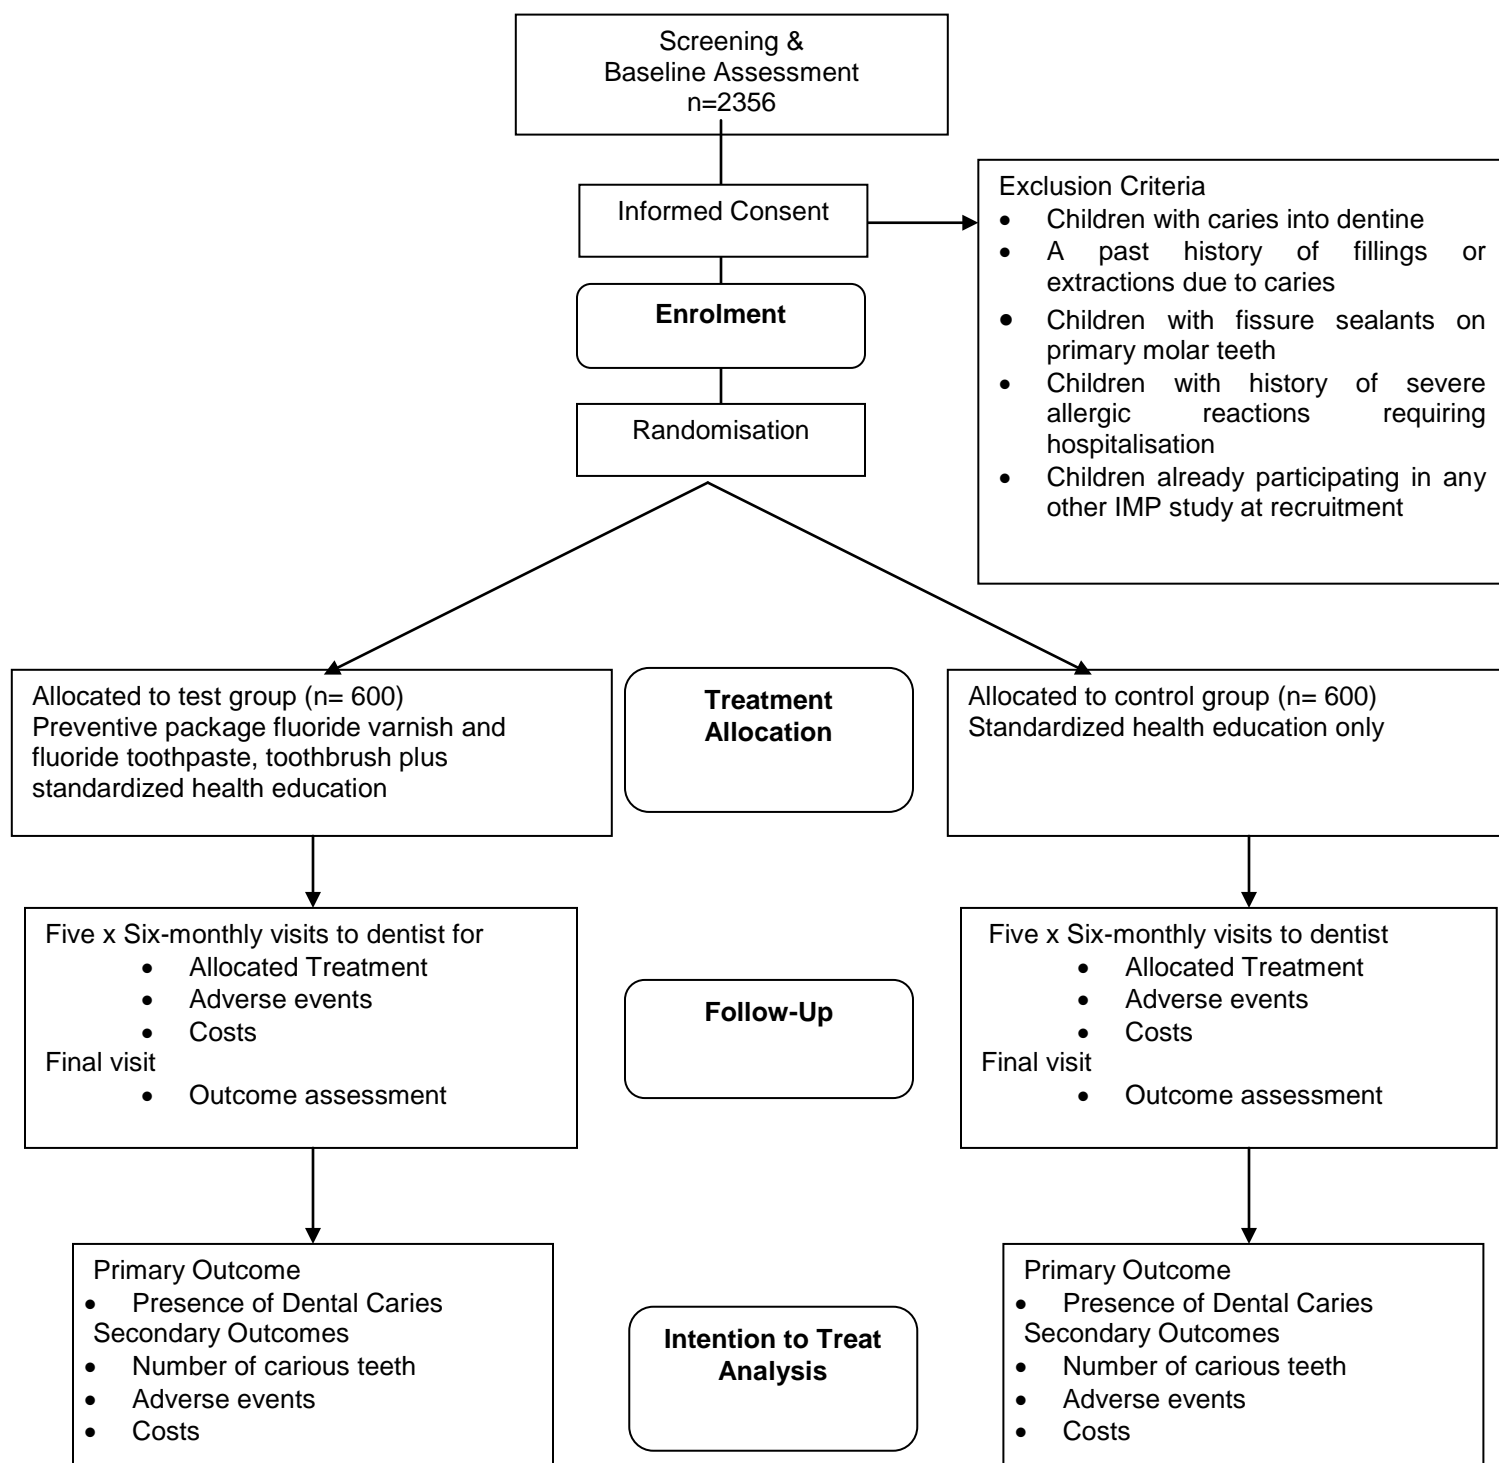 Screening &
Baseline Assessment
n=2356
Informed Consent
Exclusion Criteria
• Children with caries into dentine
• A past history of fillings or
extractions due to caries
• Children with fissure sealants on
primary molar teeth
• Children with history of severe
allergic reactions requiring
hospitalisation
• Children already participating in any
other IMP study at recruitment
Enrolment
Randomisation
Allocated to test group (n= 600)
Preventive package fluoride varnish and
fluoride toothpaste, toothbrush plus
standardized health education
Treatment
Allocation
Allocated to control group (n= 600)
Standardized health education only
Five x Six-monthly visits to dentist for
• Allocated Treatment
• Adverse events
• Costs
Final visit
• Outcome assessment
Follow-Up
Five x Six-monthly visits to dentist
• Allocated Treatment
• Adverse events
• Costs
Final visit
• Outcome assessment
Primary Outcome
• Presence of Dental Caries
Secondary Outcomes
• Number of carious teeth
• Adverse events
• Costs
Intention to Treat
Analysis
Primary Outcome
• Presence of Dental Caries
Secondary Outcomes
• Number of carious teeth
• Adverse events
• Costs